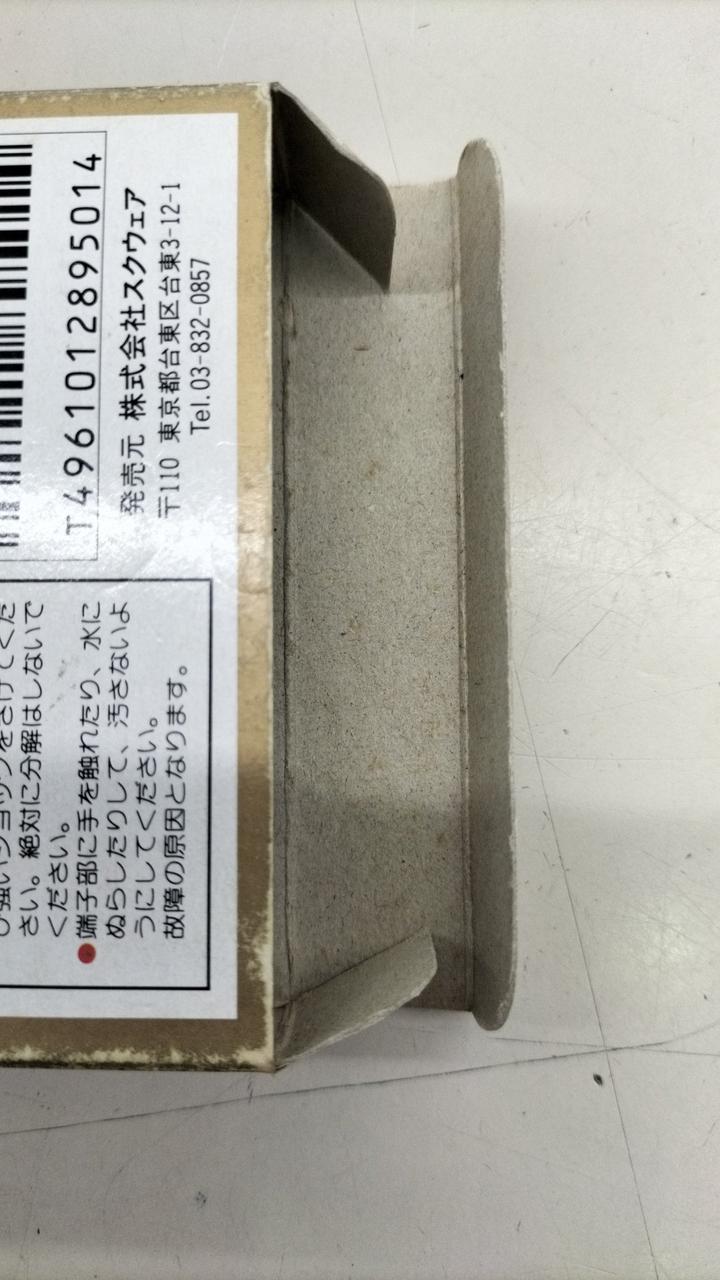 T4961012895014
発売元 株式会社スクウェア
〒110 東京都台東区台東3-12-1
Tel.03-832-0857
さい。絶対に分解はしないで
ください。
●端子部に手を触れたり、水に
ぬらしたりして、汚さないよ
うにしてください。
故障の原因となります。